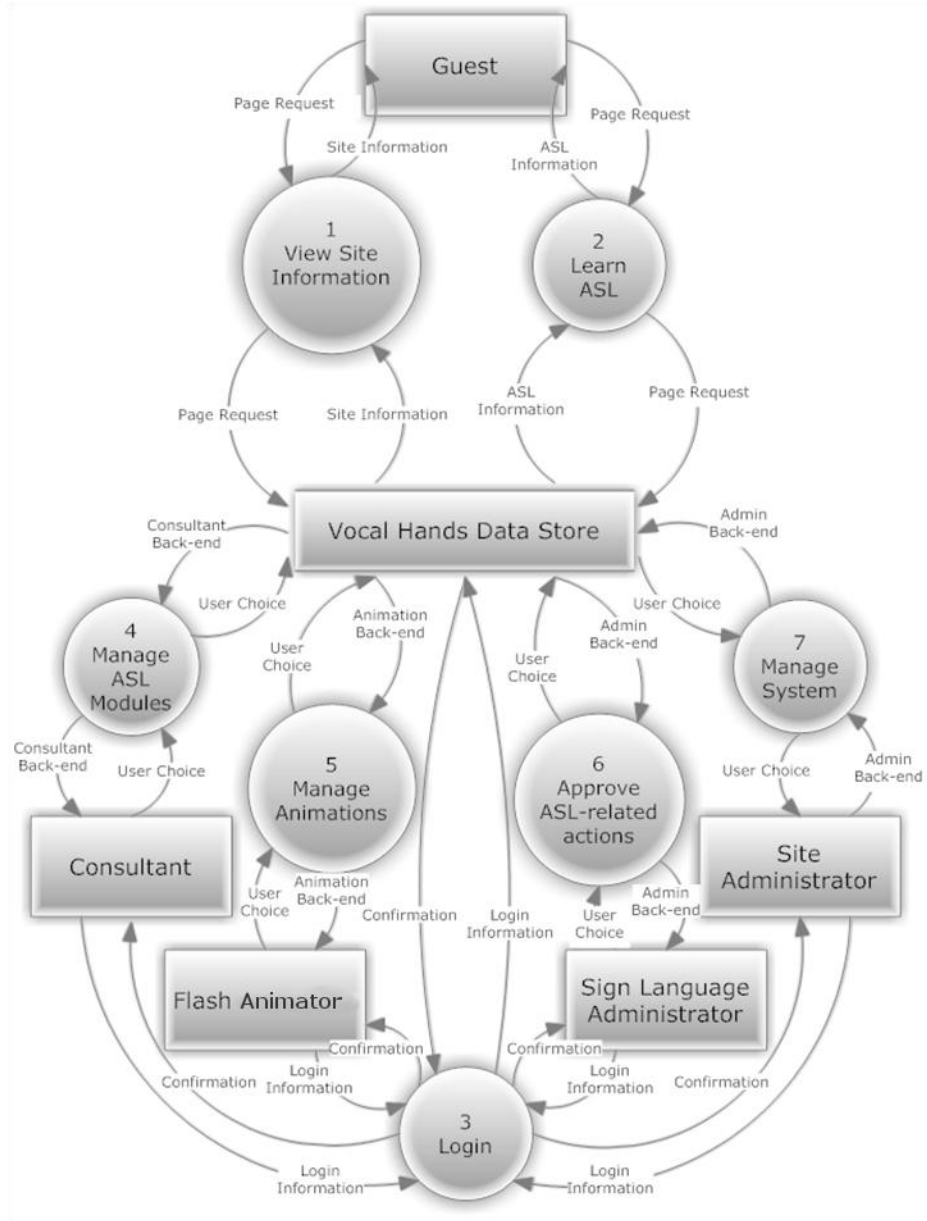 Guest
Page Request
Site Information
ASL
Information
Page Request
1
View Site
Information
2
Learn
ASL
Page Request
Site Information
ASL
Information
Page Request
Vocal Hands Data Store
Consultant
Back-end
User Choice
User
Choice
Animation
Back-end
User
Choice
Admin
Back-end
User Choice
Admin
Back-end
4
Manage
ASL
Modules
5
Manage
Animations
6
Approve
ASL-related
actions
7
Manage
System
Consultant
Back-end
User Choice
User Choice
Admin
Back-end
Consultant
User
Choice
Animation
Back-end
Confirmation
Login
Information
User
Choice
Admin
Back-end
Site
Administrator
Flash Animator
Sign Language
Administrator
Confirmation
Confirmation
Login
Information
Login
Information
Confirmation
Confirmation
3
Login
Login
Information
Login
Information